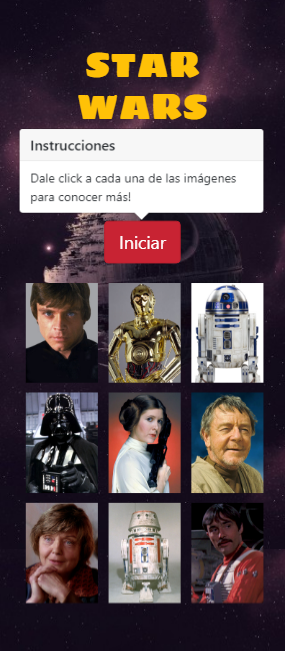 STAR
WARS
Instrucciones
Dale click a cada una de las imágenes
para conocer más!
Iniciar